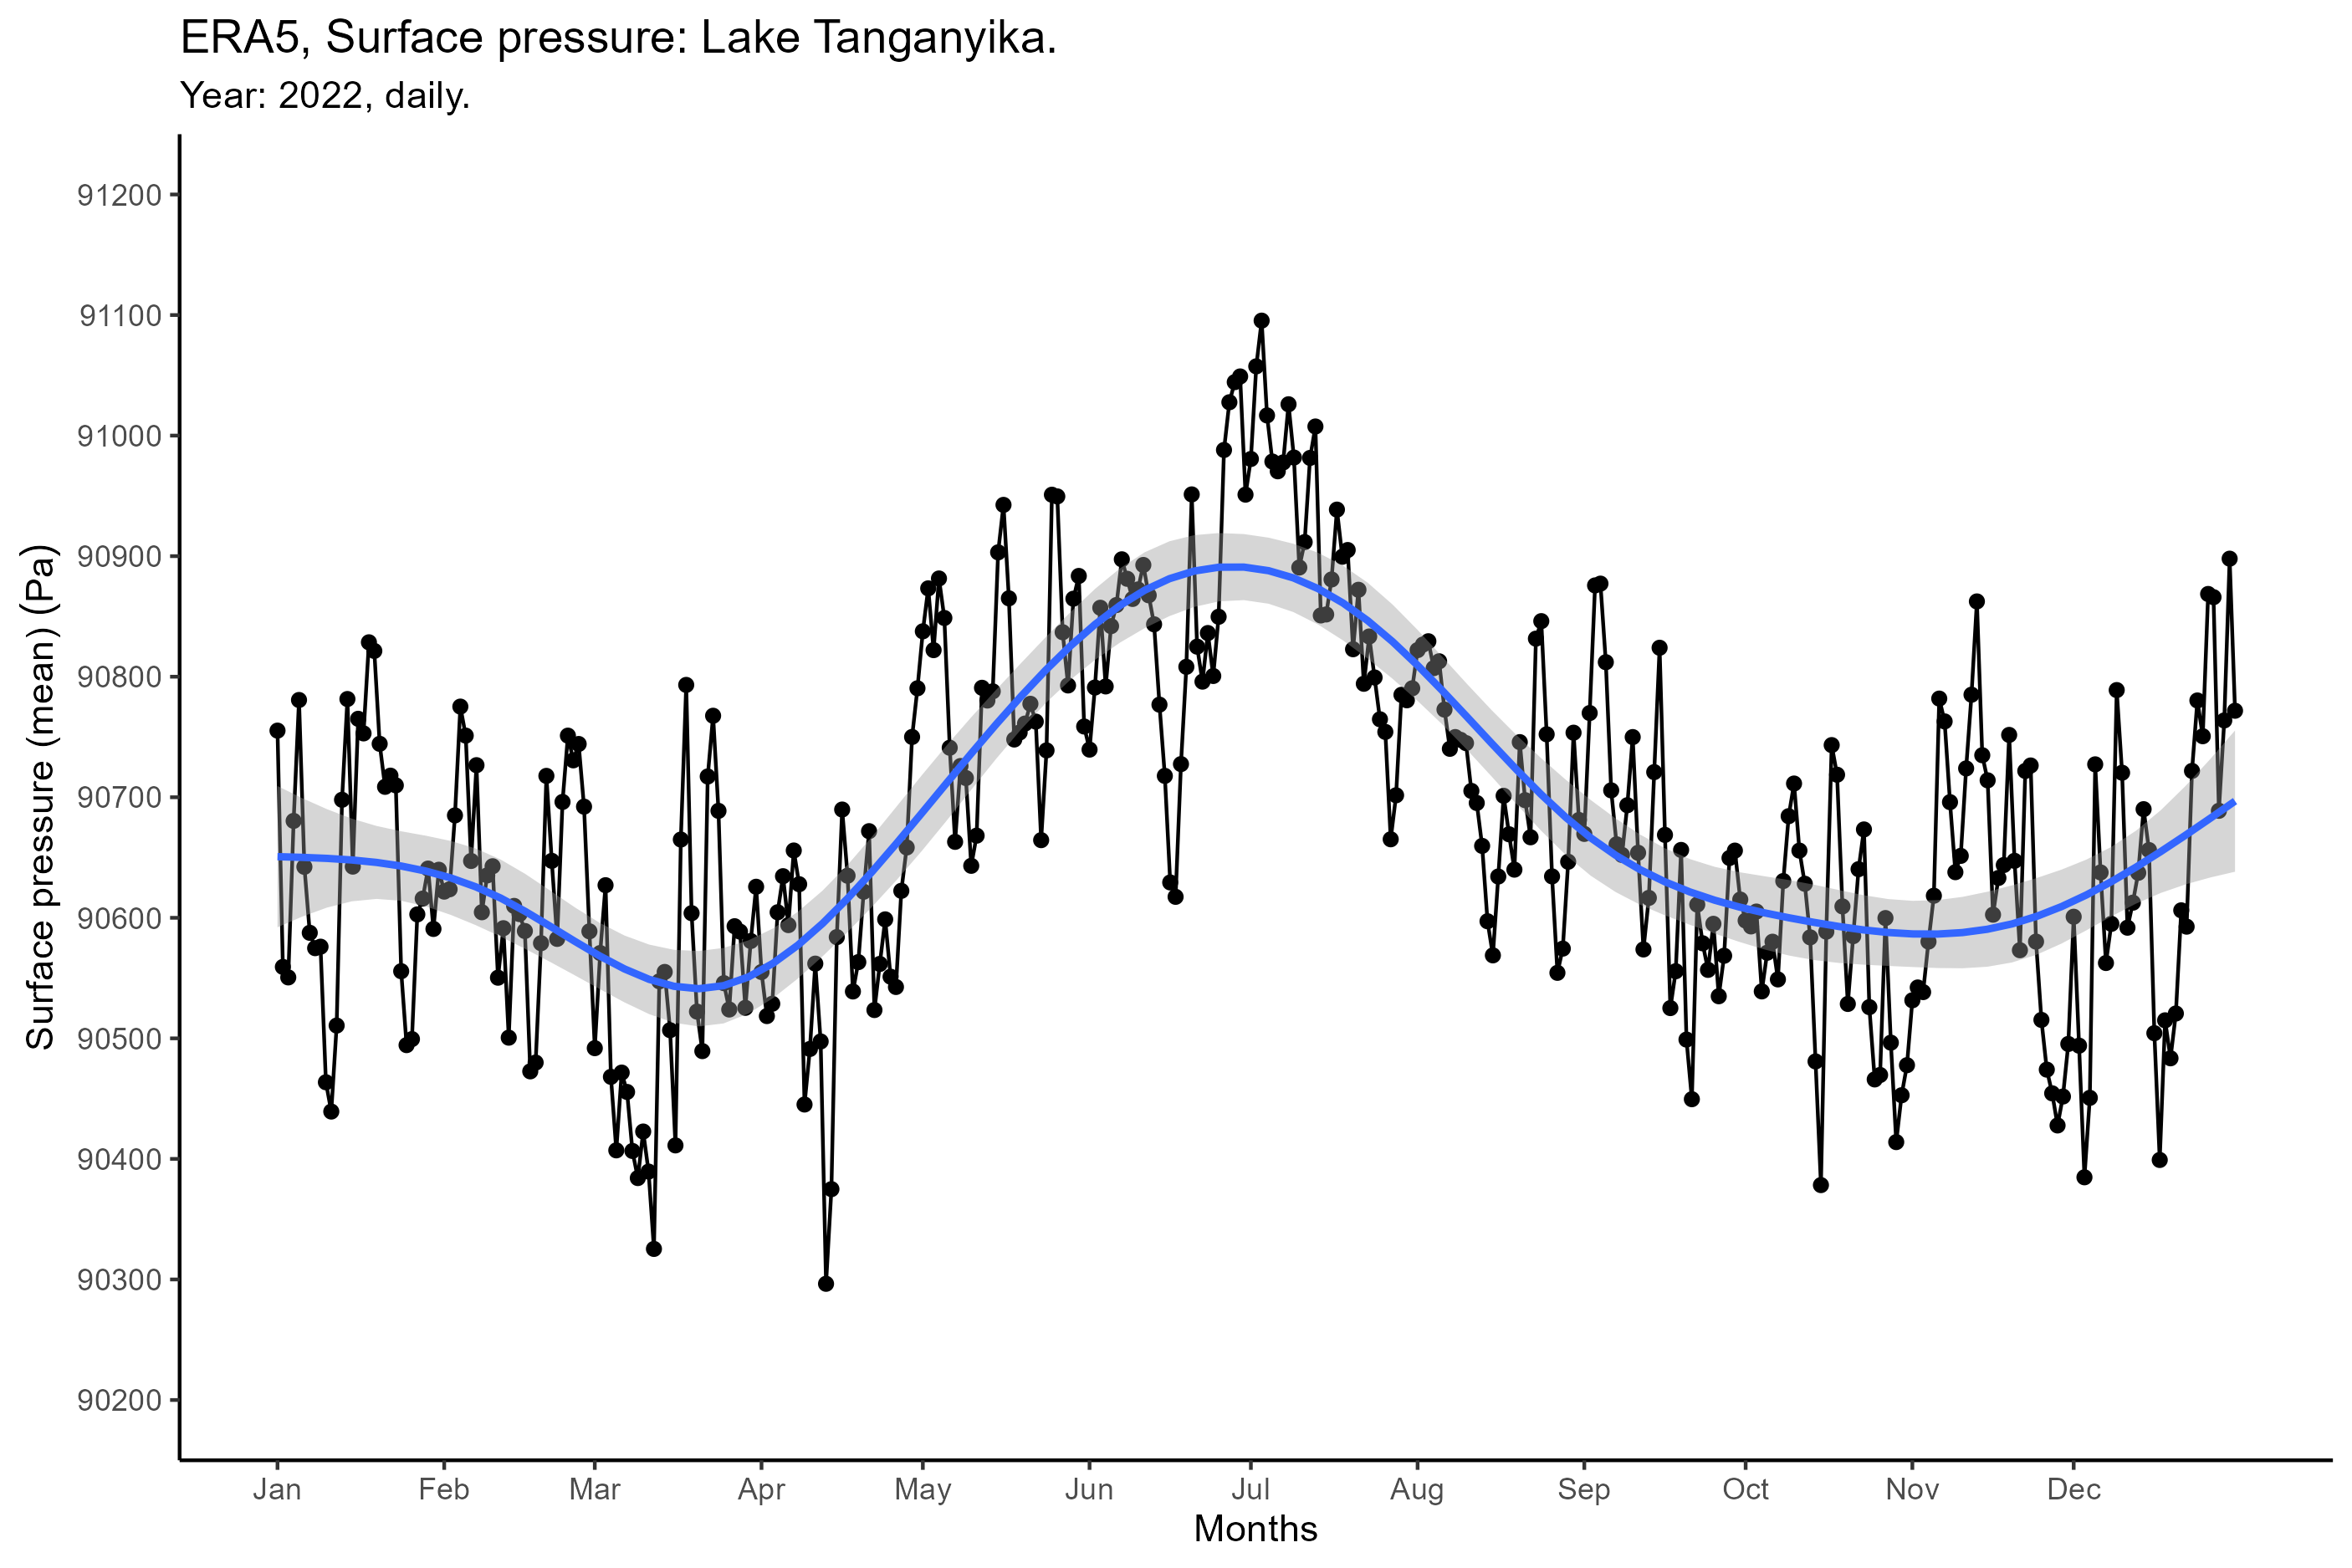 ERA5, Surface pressure: Lake Tanganyika.
Year: 2022, daily.
Surface pressure (mean) (Pa)
91200
91100
91000
90900
90800
90700
90600
90500
90400
90300
90200
Jan Feb Mar Apr May Jun Jul Aug Sep Oct Nov Dec
Months